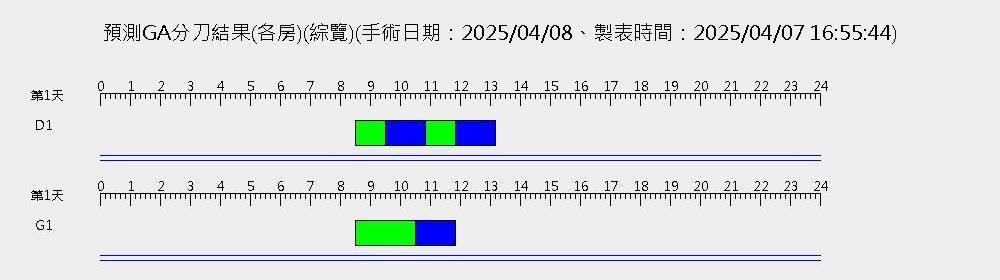 預測GA分刀結果(各房)(綜覽)(手術日期：2025/04/08、製表時間：2025/04/07 16:55:44)
第1天 0 1 2 3 4 5 6 7 8 9 10 11 12 13 14 15 16 17 18 19 20 21 22 23 24
D1
第1天 0 1 2 3 4 5 6 7 8 9 10 11 12 13 14 15 16 17 18 19 20 21 22 23 24
G1